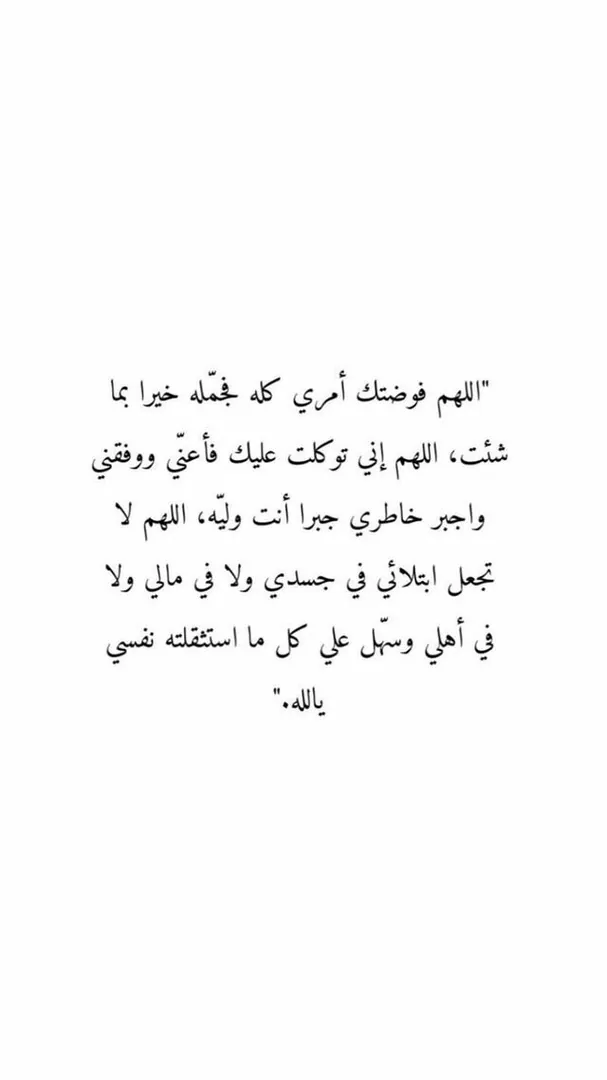 "اللهم فوضتك أمري كله فجمّله خيرا بما
شئت، اللهم إني توكلت عليك فأعنّي ووفقني
واجبر خاطري جبرا أنت وليّه، اللهم لا
تجعل ابتلائي في جسدي ولا في مالي ولا
في أهلي وسهّل علي كل ما استثقلته نفسي
يالله."